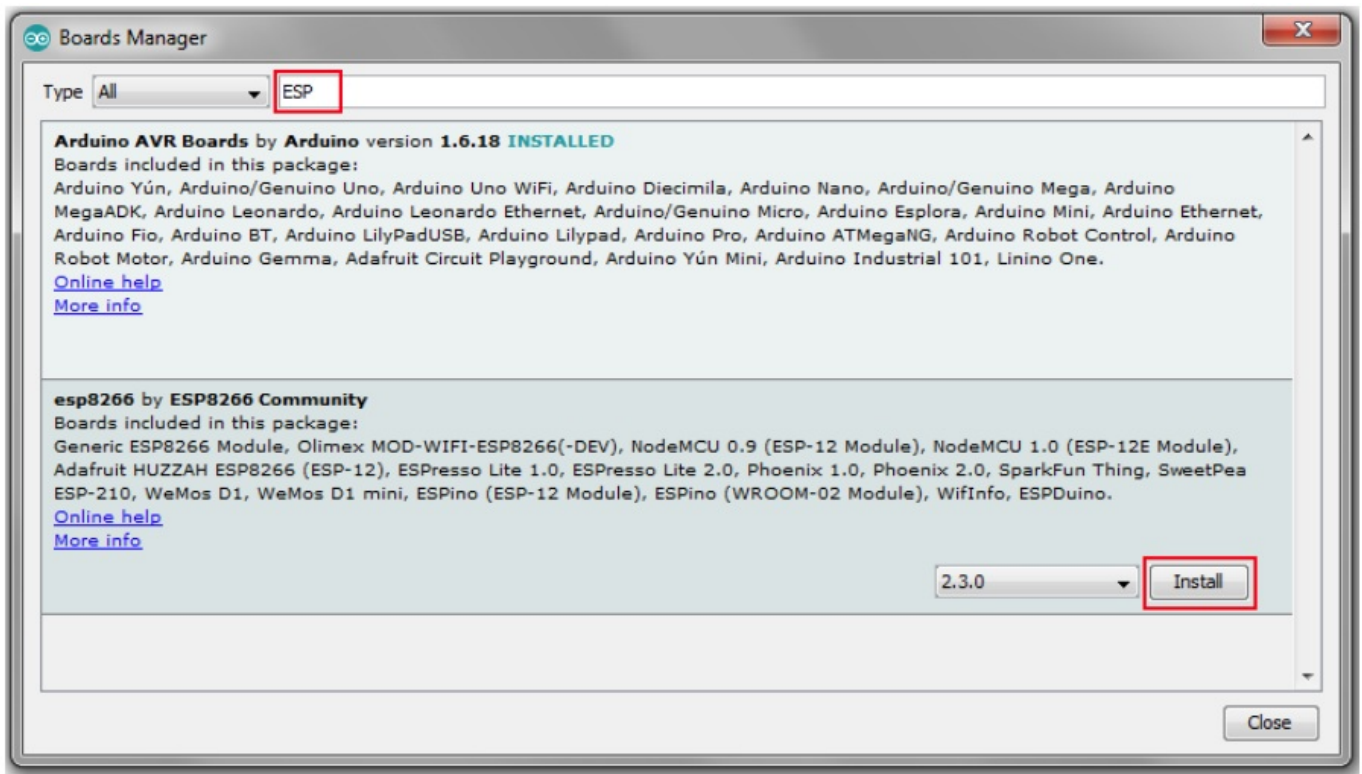 Boards Manager
Type All ESP
Arduino AVR Boards by Arduino version 1.6.18 INSTALLED
Boards included in this package:
Arduino Yún, Arduino/Genuino Uno, Arduino Uno WiFi, Arduino Diecimila, Arduino Nano, Arduino/Genuino Mega, Arduino
MegaADK, Arduino Leonardo, Arduino Leonardo Ethernet, Arduino/Genuino Micro, Arduino Esplora, Arduino Mini, Arduino Ethernet,
Arduino Fio, Arduino BT, Arduino LilyPadUSB, Arduino Lilypad, Arduino Pro, Arduino ATMegaNG, Arduino Robot Control, Arduino
Robot Motor, Arduino Gemma, Adafruit Circuit Playground, Arduino Yún Mini, Arduino Industrial 101, Linino One.
Online help
More info
esp8266 by ESP8266 Community
Boards included in this package:
Generic ESP8266 Module, Olimex MOD-WIFI-ESP8266(-DEV), NodeMCU 0.9 (ESP-12 Module), NodeMCU 1.0 (ESP-12E Module),
Adafruit HUZZAH ESP8266 (ESP-12), ESPresso Lite 1.0, ESPresso Lite 2.0, Phoenix 1.0, Phoenix 2.0, SparkFun Thing, SweetPea
ESP-210, WeMos D1, WeMos D1 mini, ESPino (ESP-12 Module), ESPino (WROOM-02 Module), WifInfo, ESPDuino.
Online help
More info
2.3.0 Install
Close